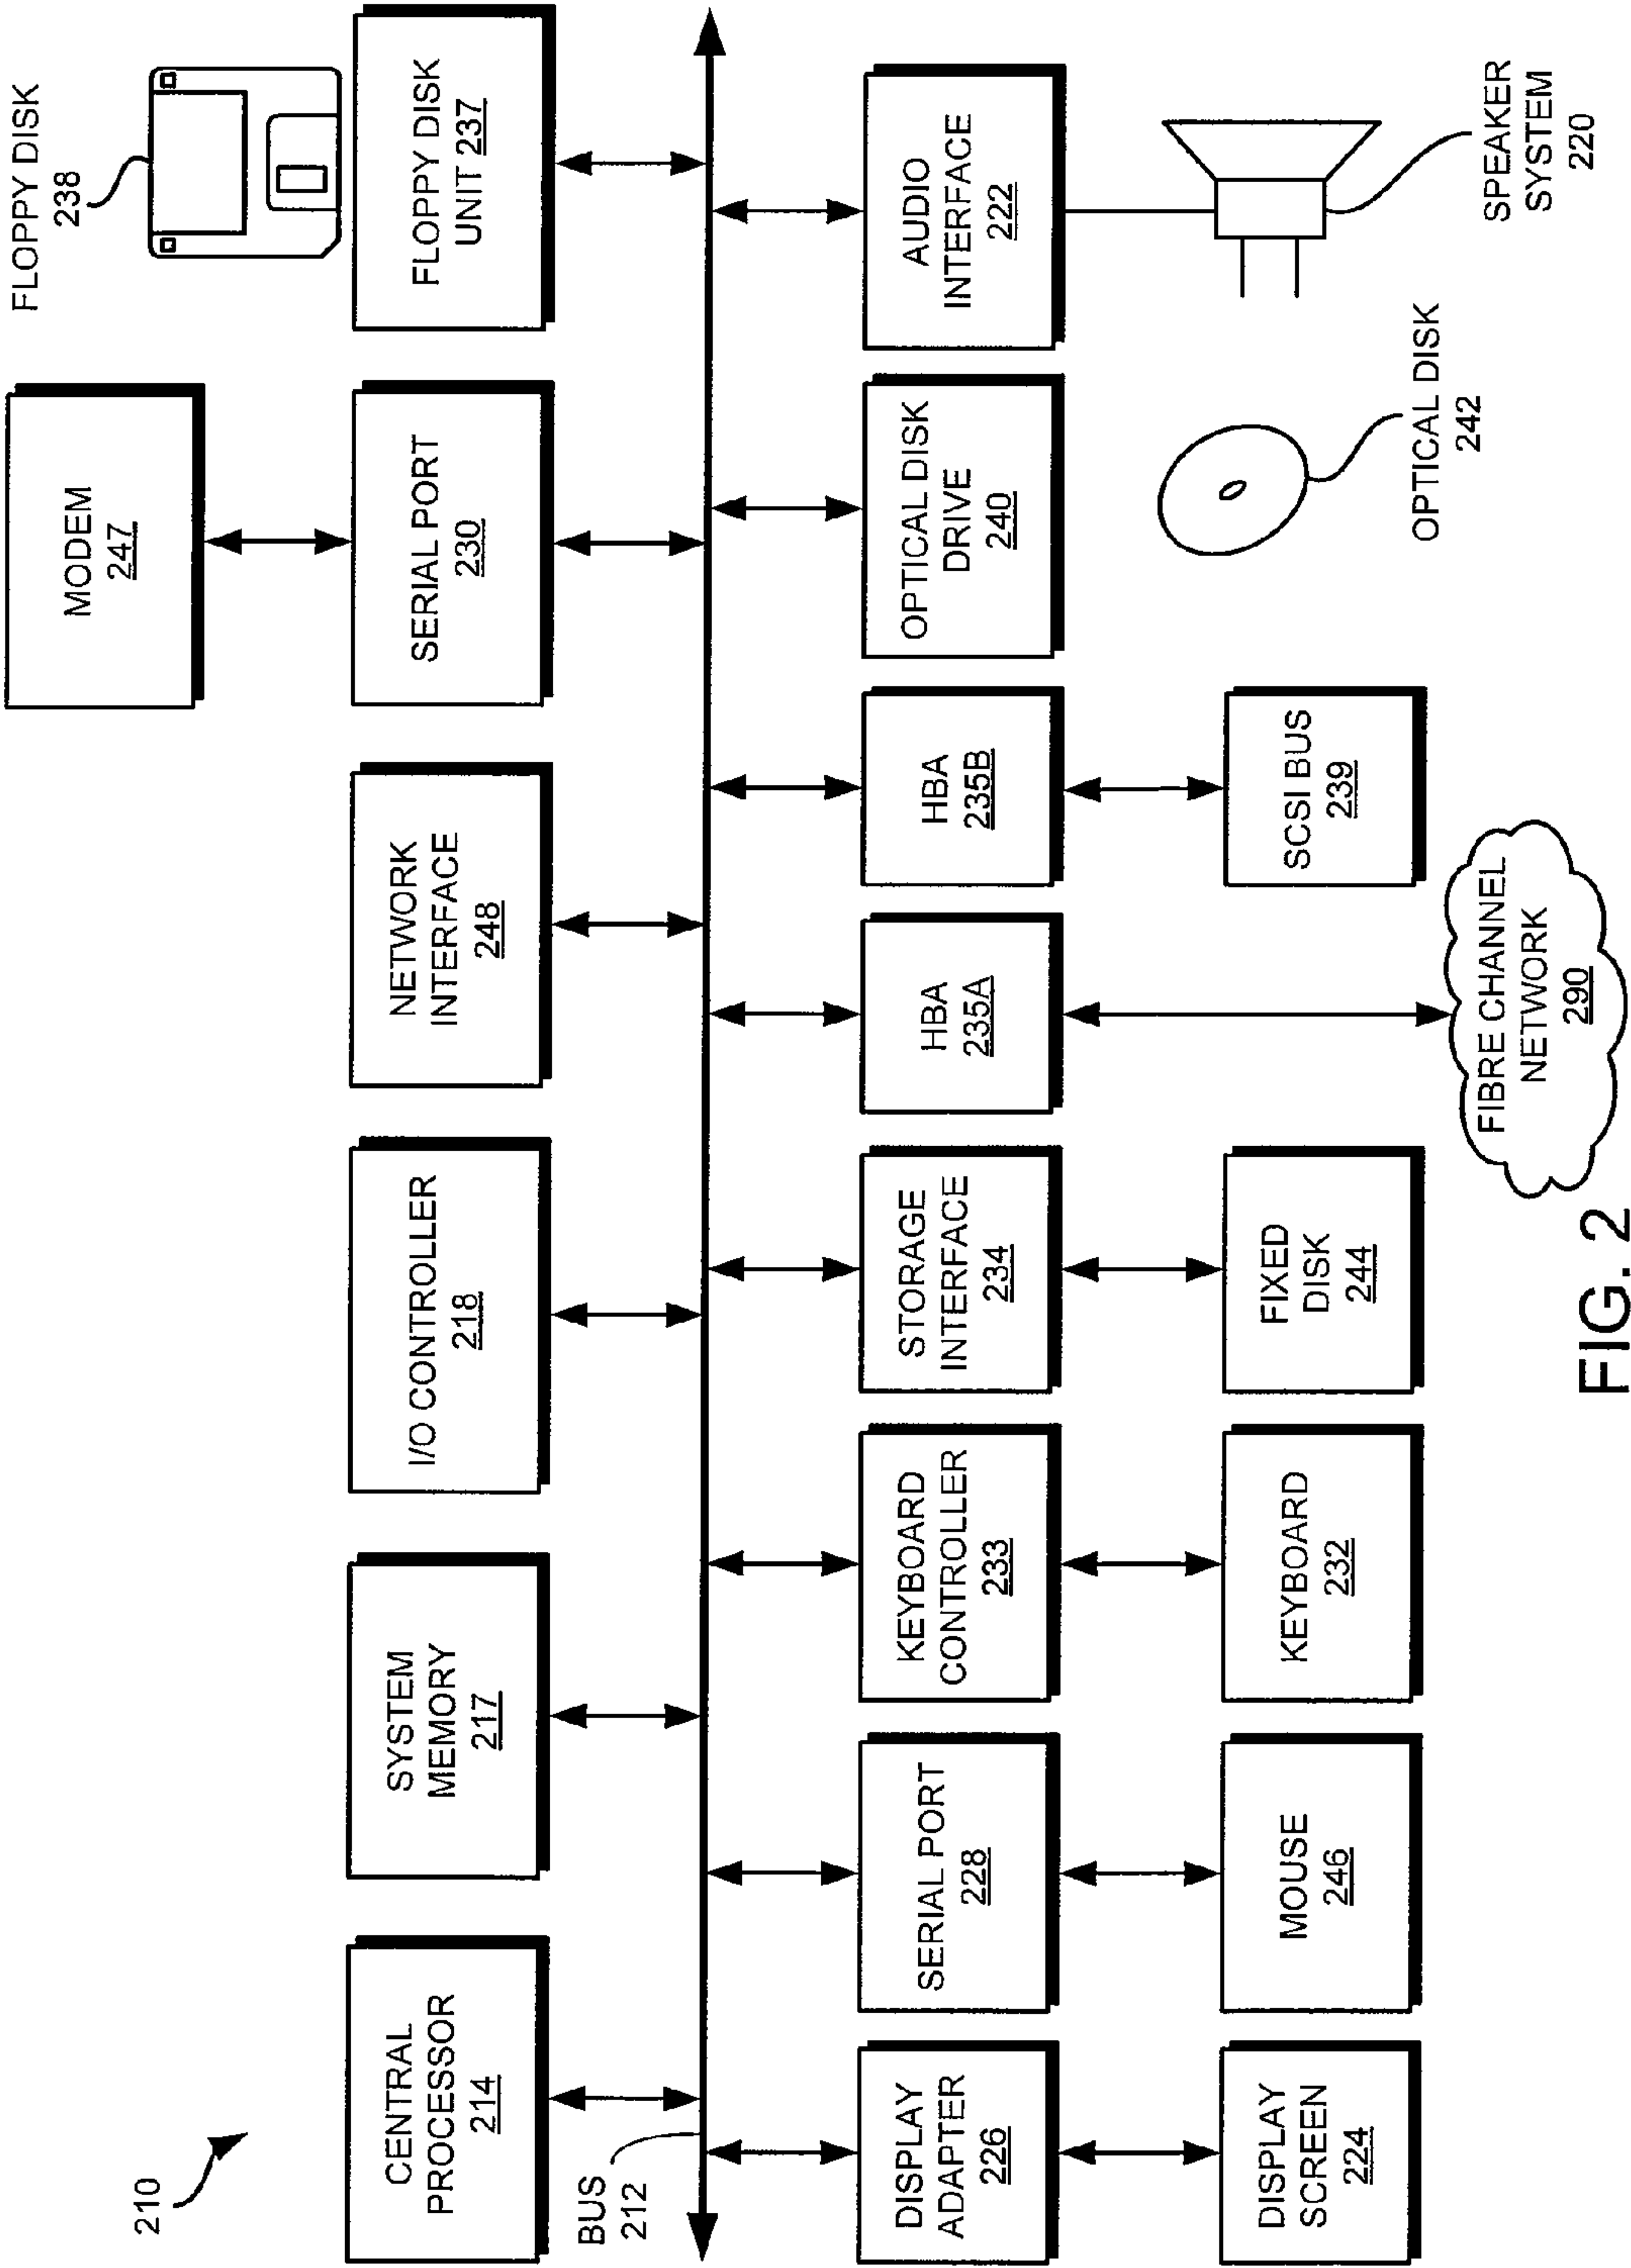 210
CENTRAL
PROCESSOR
214
SYSTEM
MEMORY
217
I/O CONTROLLER
218
NETWORK
INTERFACE
248
MODEM
247
SERIAL PORT
230
FLOPPY DISK
238
FLOPPY DISK
UNIT 237
BUS
212
DISPLAY
ADAPTER
226
SERIAL PORT
228
KEYBOARD
CONTROLLER
233
STORAGE
INTERFACE
234
HBA
235A
HBA
235B
OPTICAL DISK
DRIVE
240
AUDIO
INTERFACE
222
DISPLAY
SCREEN
224
MOUSE
246
KEYBOARD
232
FIXED
DISK
244
FIBRE CHANNEL
NETWORK
290
SCSI BUS
239
OPTICAL DISK
242
SPEAKER
SYSTEM
220
FIG. 2